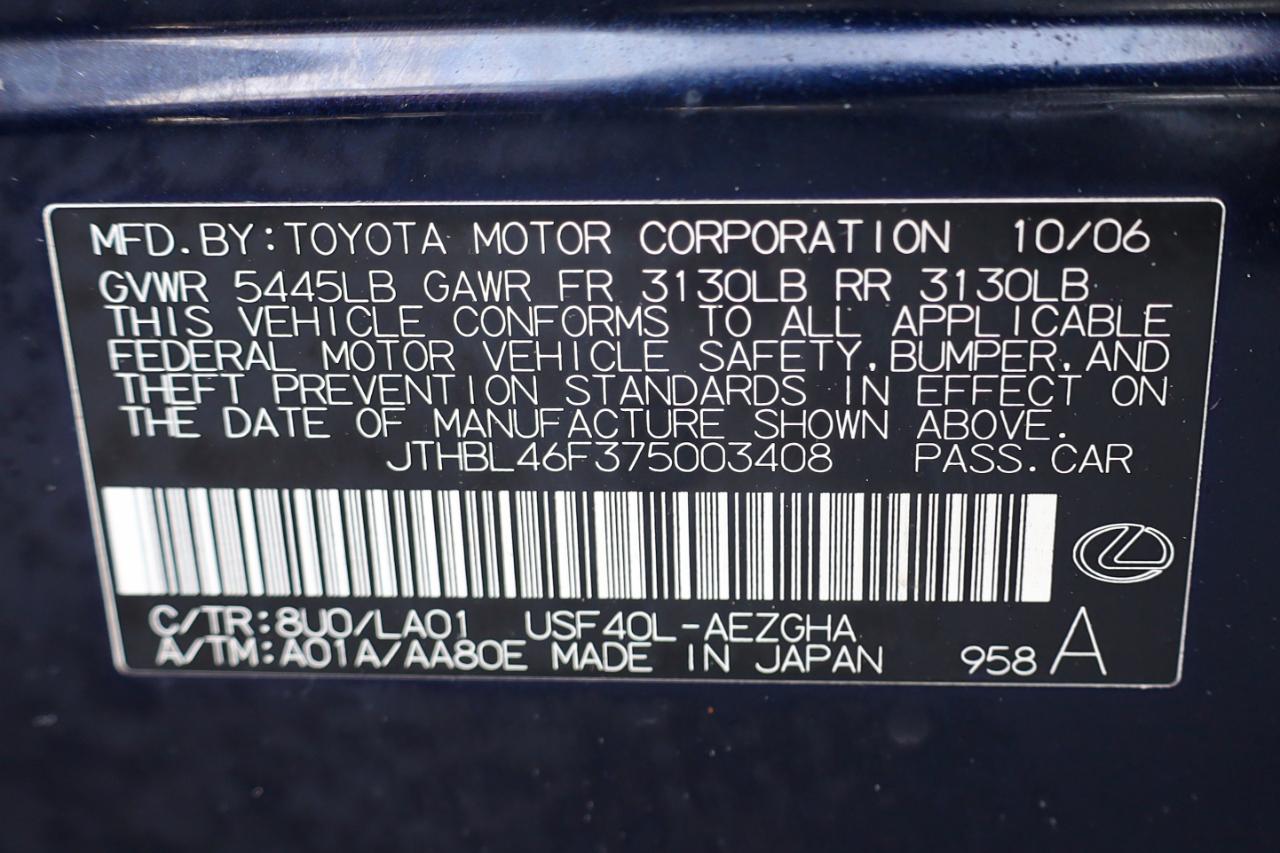 MFD.BY:TOYOTA MOTOR CORPORATION 10/06
GVWR 5445LB GAWR FR 3130LB RR 3130LB
THIS VEHICLE CONFORMS TO ALL APPLICABLE
FEDERAL MOTOR VEHICLE SAFETY,BUMPER,AND
THEFT PREVENTION STANDARDS IN EFFECT ON
THE DATE OF MANUFACTURE SHOWN ABOVE.
JTHBL46F375003408 PASS.CAR
C/TR:8U0/LA01 USF40L-AEZGHA
A/TM:A01A/AA80E MADE IN JAPAN 958 A